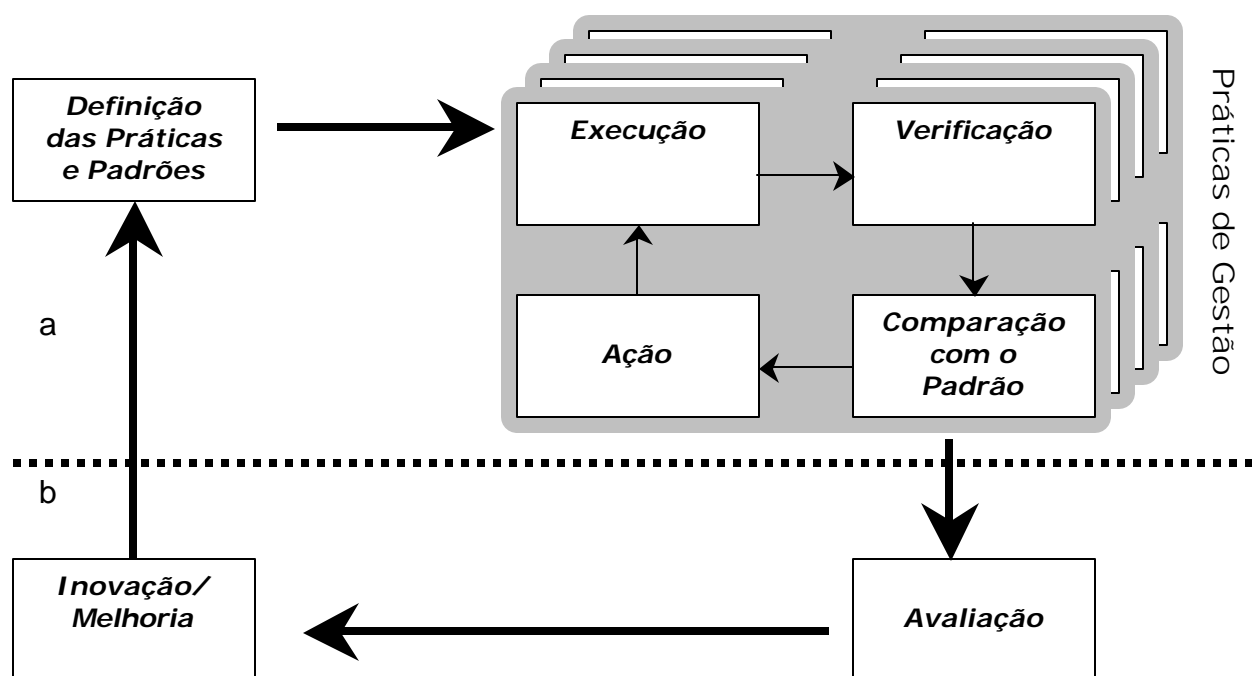 Definição
das Práticas
e Padrões
Execução
Verificação
Práticas de Gestão
a
Ação
Comparação
com o
Padrão
b
Inovação/
Melhoria
Avaliação